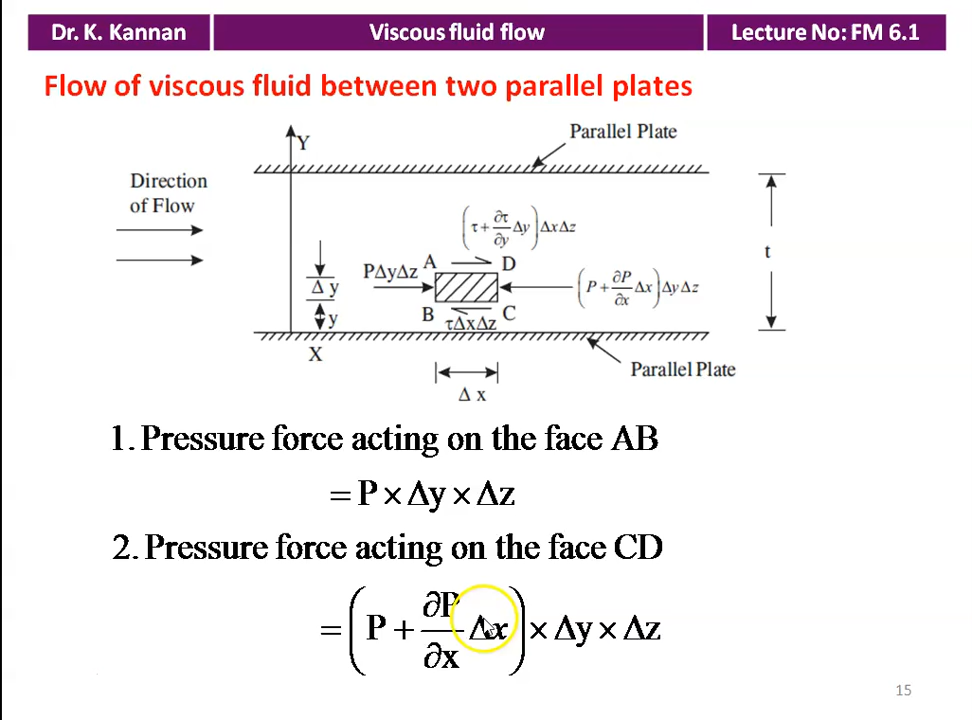 Dr. K. Kannan
Viscous fluid flow
Lecture No: FM 6.1
Flow of viscous fluid between two parallel plates
Y
Parallel Plate
Direction
of Flow
(τ + ∂τ/∂y Δy) ΔxΔz
t
A
D
PΔyΔz
(P + ∂P/∂x Δx) Δy Δz
Δ y
y
B
C
τΔxΔz
X
Parallel Plate
Δ x
1. Pressure force acting on the face AB
= P × Δy × Δz
2. Pressure force acting on the face CD
= (P + ∂P/∂x Δx) × Δy × Δz
15